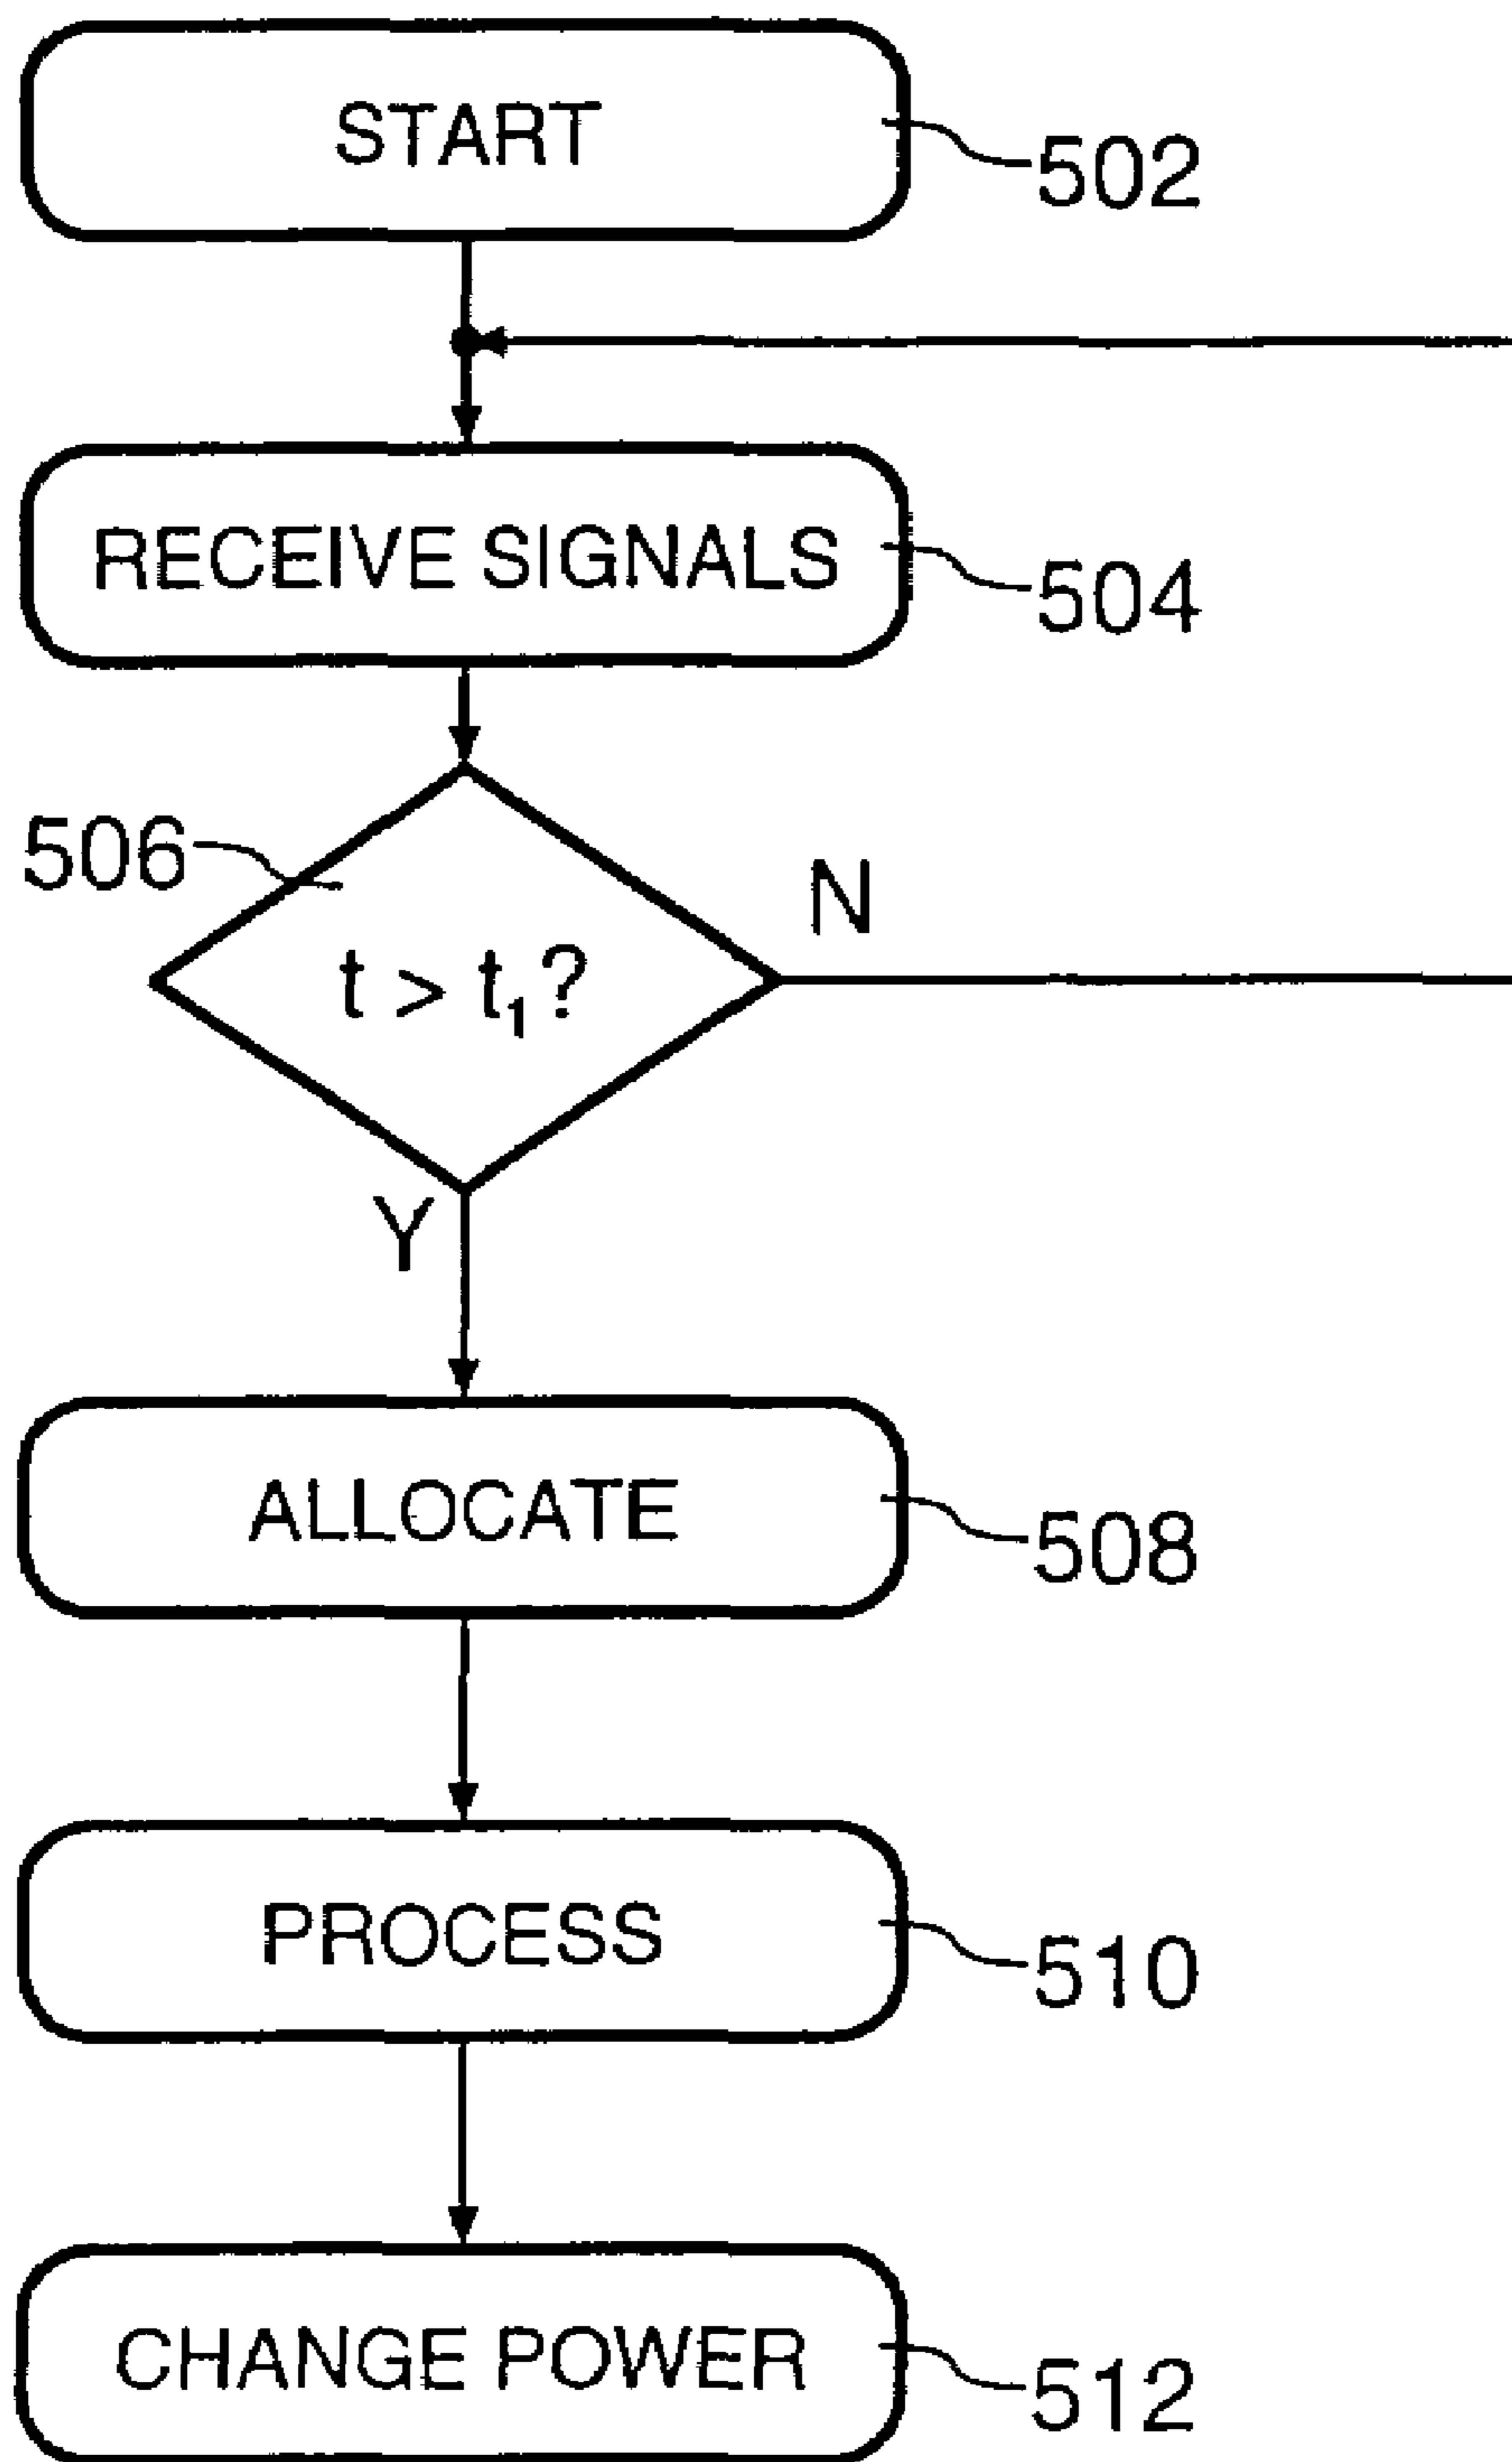 START
502
RECEIVE SIGNALS
504
506
N
t > t₁?
Y
ALLOCATE
508
PROCESS
510
CHANGE POWER
512